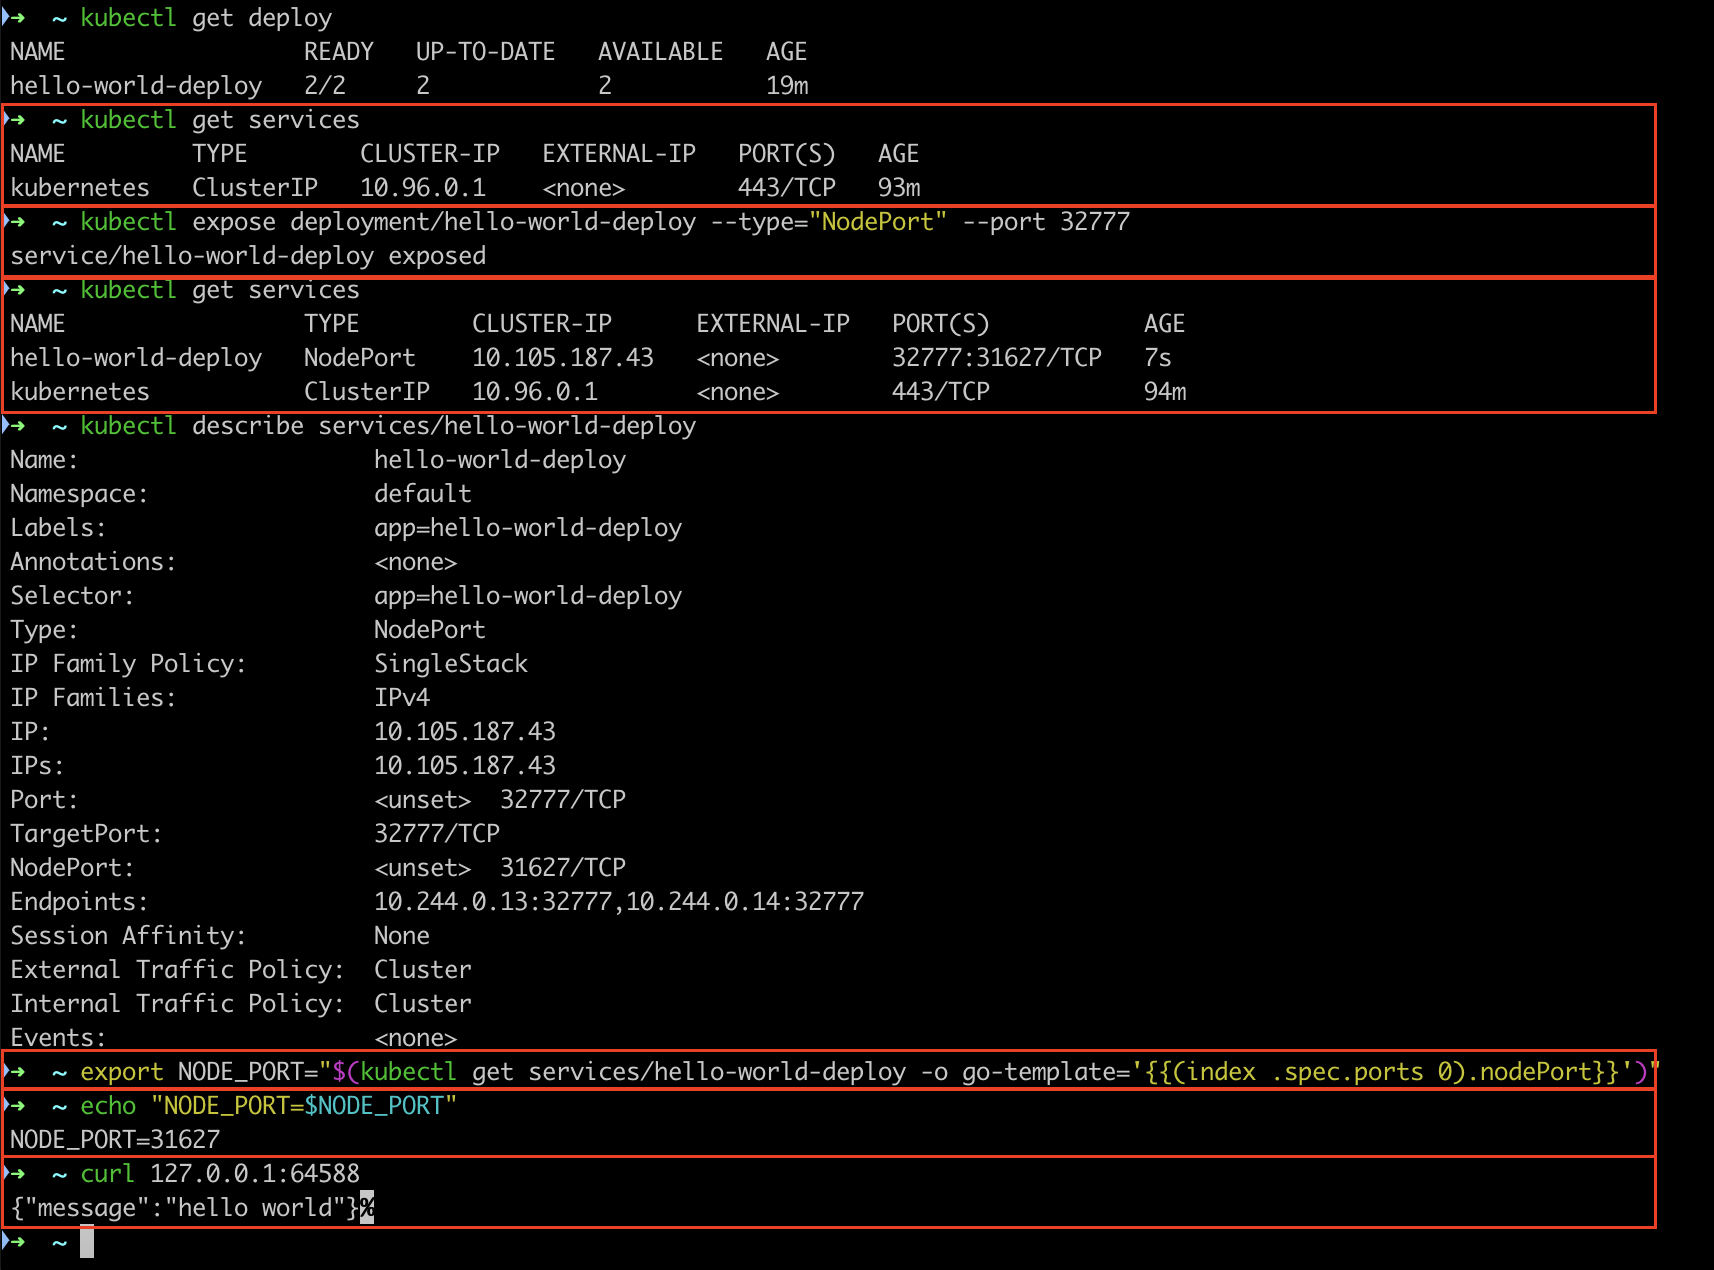 ➜  ~ kubectl get deploy
NAME                 READY   UP-TO-DATE   AVAILABLE   AGE
hello-world-deploy   2/2     2            2           19m
➜  ~ kubectl get services
NAME         TYPE        CLUSTER-IP   EXTERNAL-IP   PORT(S)   AGE
kubernetes   ClusterIP   10.96.0.1    <none>        443/TCP   93m
➜  ~ kubectl expose deployment/hello-world-deploy --type="NodePort" --port 32777
service/hello-world-deploy exposed
➜  ~ kubectl get services
NAME                 TYPE        CLUSTER-IP      EXTERNAL-IP   PORT(S)           AGE
hello-world-deploy   NodePort    10.105.187.43   <none>        32777:31627/TCP   7s
kubernetes           ClusterIP   10.96.0.1       <none>        443/TCP           94m
➜  ~ kubectl describe services/hello-world-deploy
Name:                     hello-world-deploy
Namespace:                default
Labels:                   app=hello-world-deploy
Annotations:              <none>
Selector:                 app=hello-world-deploy
Type:                     NodePort
IP Family Policy:         SingleStack
IP Families:              IPv4
IP:                       10.105.187.43
IPs:                      10.105.187.43
Port:                     <unset>  32777/TCP
TargetPort:               32777/TCP
NodePort:                 <unset>  31627/TCP
Endpoints:                10.244.0.13:32777,10.244.0.14:32777
Session Affinity:         None
External Traffic Policy:  Cluster
Internal Traffic Policy:  Cluster
Events:                   <none>
➜  ~ export NODE_PORT="$(kubectl get services/hello-world-deploy -o go-template='{{(index .spec.ports 0).nodePort}}')"
➜  ~ echo "NODE_PORT=$NODE_PORT"
NODE_PORT=31627
➜  ~ curl 127.0.0.1:64588
{"message":"hello world"}%
➜  ~